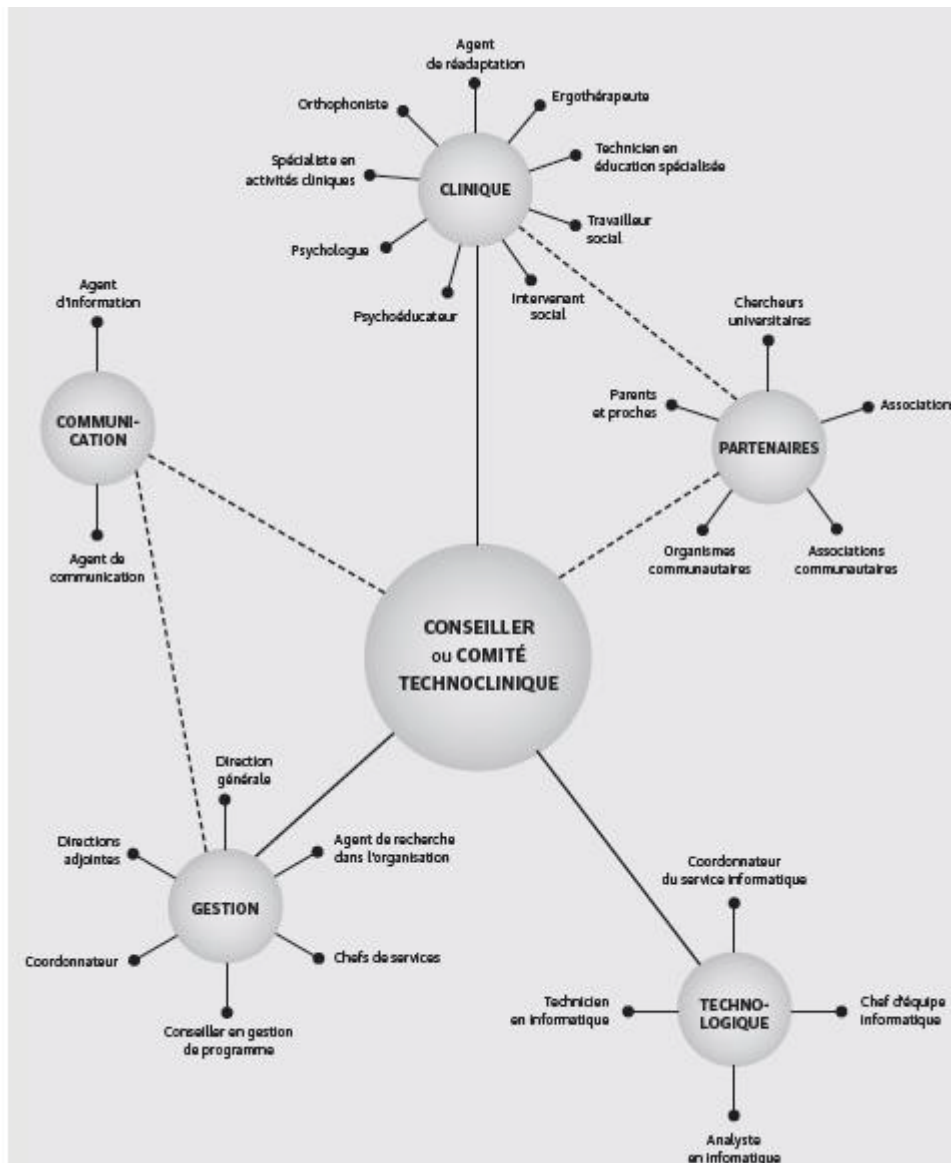 Agent
de réadaptation
Orthophoniste
Ergothérapeute
Spécialiste en
activités cliniques
CLINIQUE
Technicien en
éducation spécialisée
Psychologue
Travailleur
social
Psychoéducateur
Intervenant
social
Agent
d'information
COMMUNI-
CATION
Agent de
communication
Chercheurs
universitaires
Parents
et proches
Association
PARTENAIRES
Organismes
communautaires
Associations
communautaires
CONSEILLER
ou COMITÉ
TECHNOCLINIQUE
Direction
générale
Directions
adjointes
Agent de recherche
dans l'organisation
GESTION
Coordonnateur
Chefs de services
Conseiller en gestion
de programme
Coordonnateur
du service informatique
Technicien
en informatique
TECHNO-
LOGIQUE
Chef d'équipe
informatique
Analyste
en infomatique